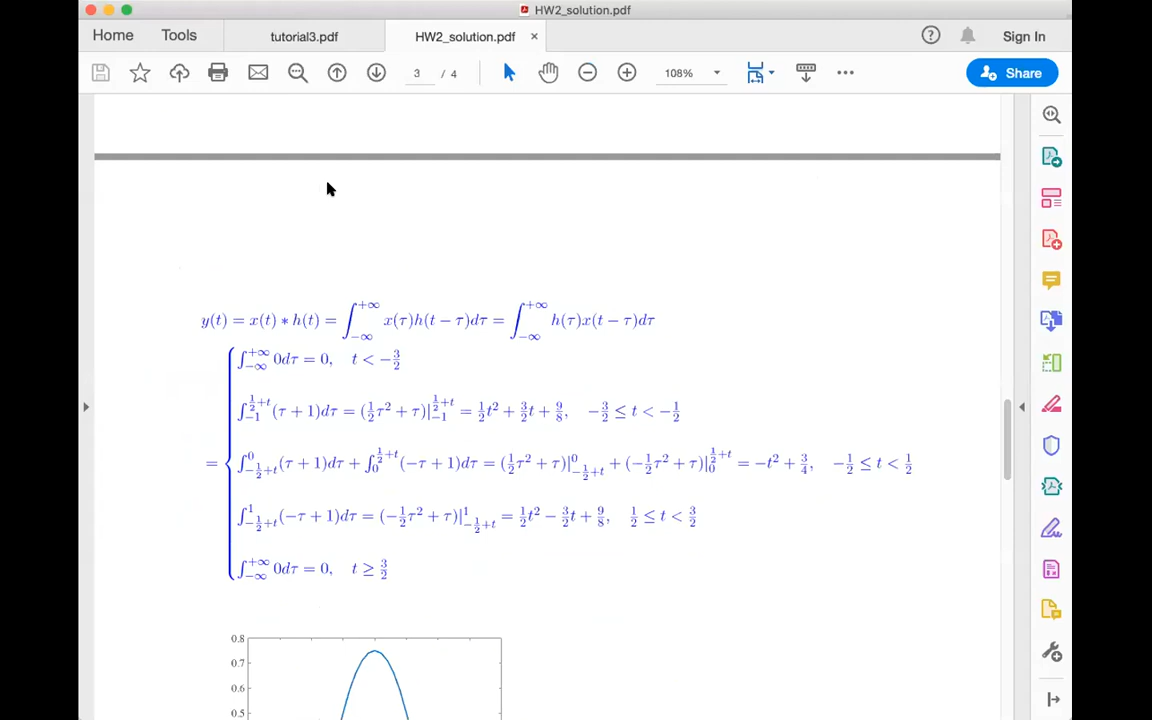 HW2_solution.pdf
Home Tools tutorial3.pdf HW2_solution.pdf × Sign In
3 / 4 108% Share
y(t) = x(t) ∗ h(t) = ∫_{−∞}^{+∞} x(τ)h(t − τ)dτ = ∫_{−∞}^{+∞} h(τ)x(t − τ)dτ
∫_{−∞}^{+∞} 0dτ = 0, t < −3/2
∫_{−1}^{1/2+t} (τ + 1)dτ = (1/2τ² + τ)|_{−1}^{1/2+t} = 1/2t² + 3/2t + 9/8, −3/2 ≤ t < −1/2
= { ∫_{−1/2+t}^{0} (τ + 1)dτ + ∫_{0}^{1/2+t} (−τ + 1)dτ = (1/2τ² + τ)|_{−1/2+t}^{0} + (−1/2τ² + τ)|_{0}^{1/2+t} = −t² + 3/4, −1/2 ≤ t < 1/2
∫_{−1/2+t}^{1} (−τ + 1)dτ = (−1/2τ² + τ)|_{−1/2+t}^{1} = 1/2t² − 3/2t + 9/8, 1/2 ≤ t < 3/2
∫_{−∞}^{+∞} 0dτ = 0, t ≥ 3/2
0.8
0.7
0.6
0.5